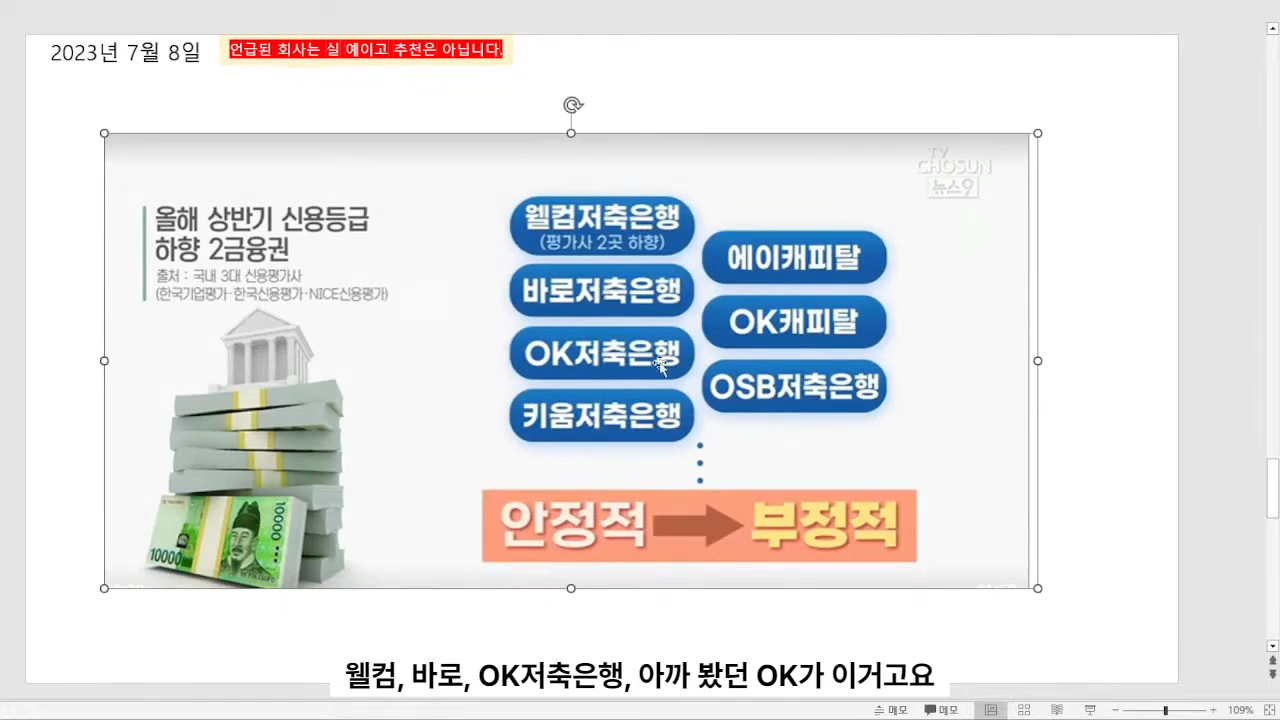 2023년 7월 8일
언급된 회사는 실 예이고 추천은 아닙니다.
TV
CHOSUN
뉴스9
올해 상반기 신용등급
하향 2금융권
출처 : 국내 3대 신용평가사
(한국기업평가·한국신용평가·NICE신용평가)
웰컴저축은행
(평가사 2곳 하향)
바로저축은행
OK저축은행
키움저축은행
에이캐피탈
OK캐피탈
OSB저축은행
안정적 부정적
10000
10000
웰컴, 바로, OK저축은행, 아까 봤던 OK가 이거고요
메모 메모 109%